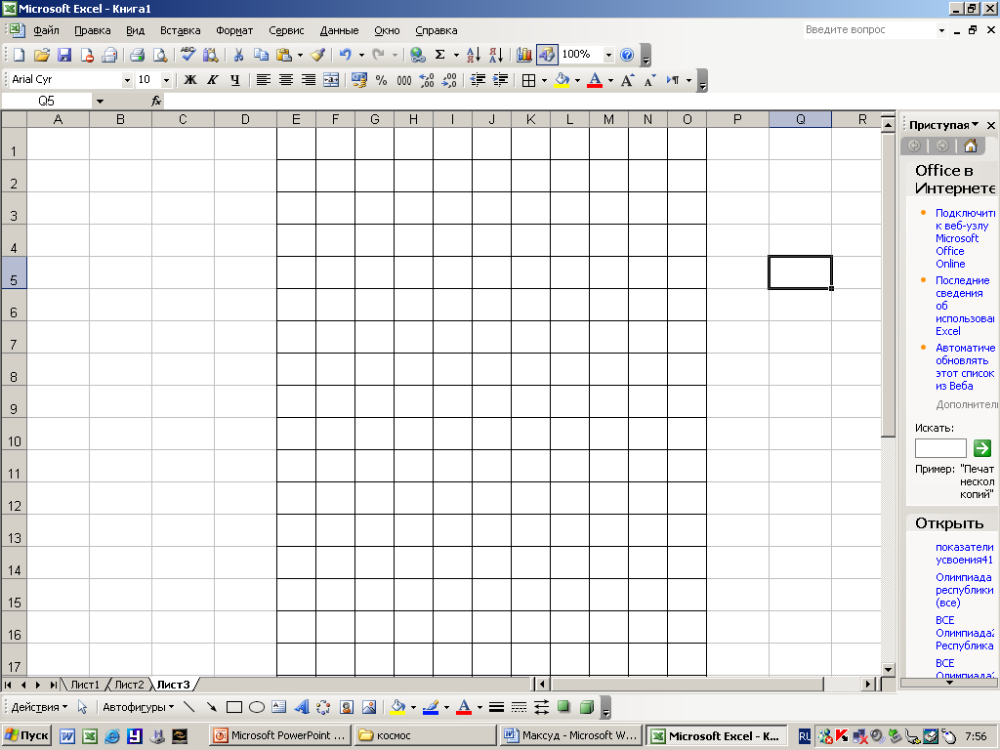 Microsoft Excel - Книга1
Файл Правка Вид Вставка Формат Сервис Данные Окно Справка Введите вопрос
100%
Arial Cyr 10 Ж К Ч % 000
Q5 fx
A B C D E F G H I J K L M N O P Q R
1
2
3
4
5
6
7
8
9
10
11
12
13
14
15
16
17
Приступая
Office в
Интернете
Подключить
к веб-узлу
Microsoft
Office
Online
Последние
сведения
об
использова
Excel
Автоматиче
обновлять
этот список
из Веба
Дополнител
Искать:
Пример: "Печат
нескол
копий"
Открыть
показатели
усвоения41
Олимпиада
республики
(все)
ВСЕ
Олимпиада2
Республика
ВСЕ
Лист1 Лист2 Лист3
Действия Автофигуры
Пуск Microsoft PowerPoint ... космос Максуд - Microsoft W... Microsoft Excel - К... RL 7:56